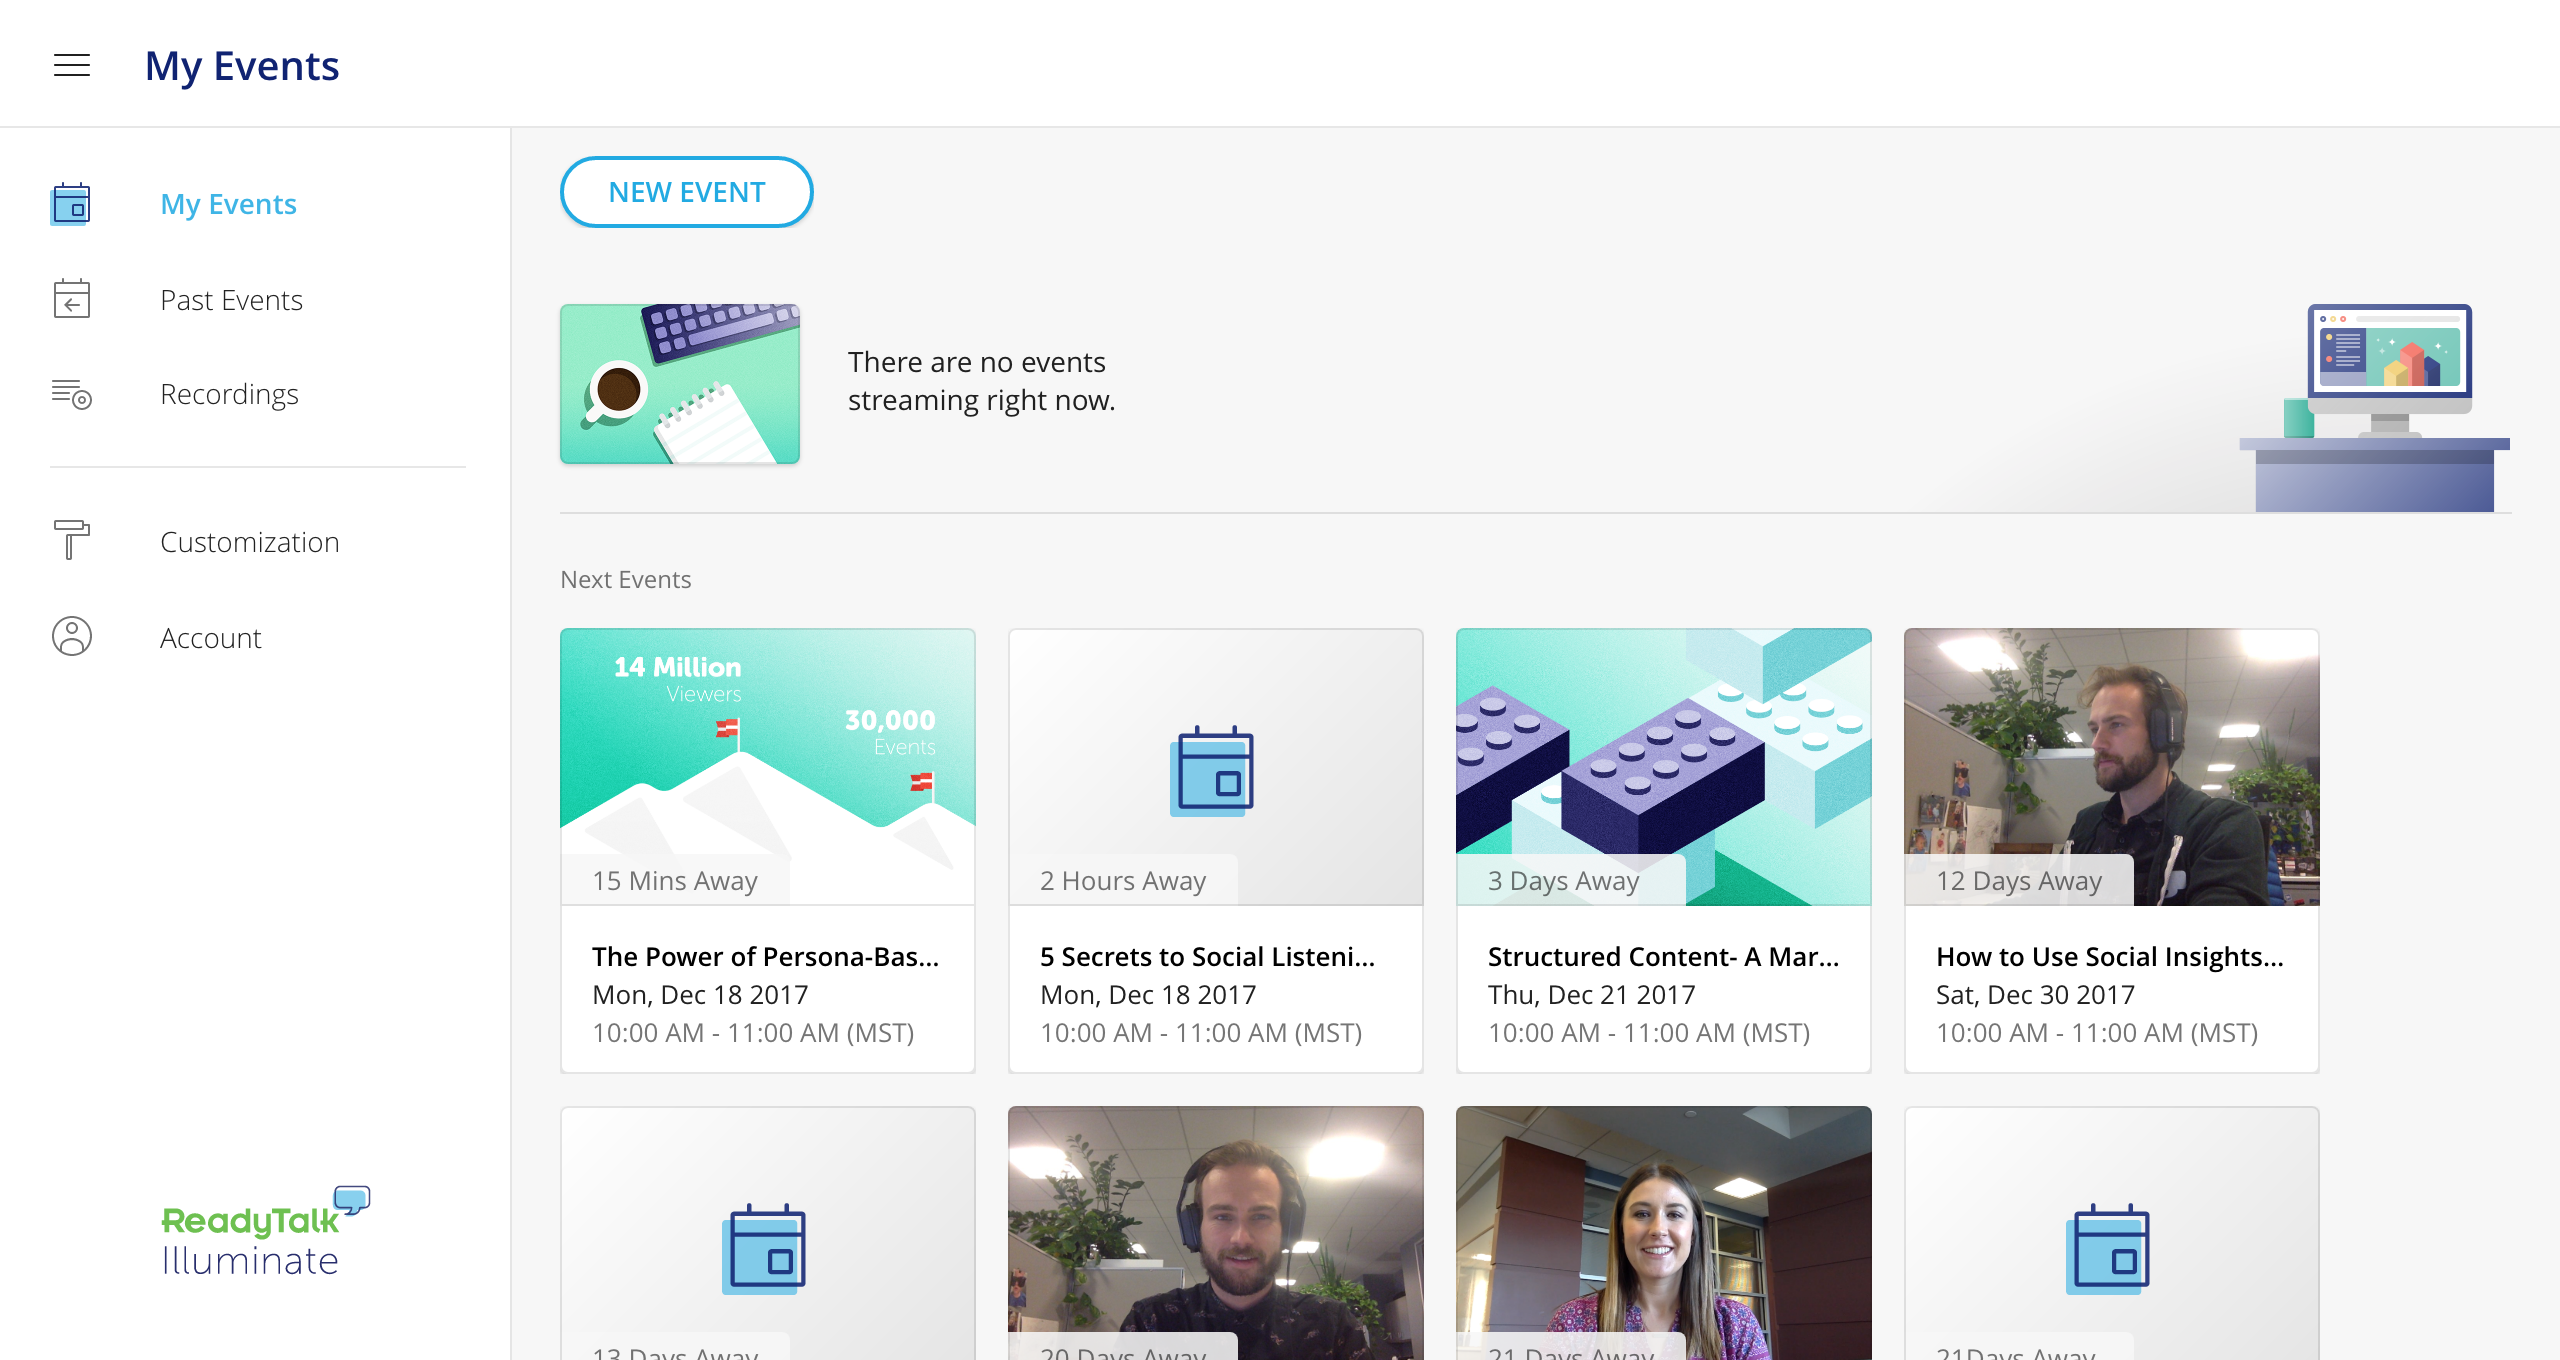 My Events
My Events
Past Events
Recordings
Customization
Account
ReadyTalk
Illuminate
NEW EVENT
There are no events
streaming right now.
Next Events
14 Million
Viewers
30,000
Events
15 Mins Away
The Power of Persona-Bas...
Mon, Dec 18 2017
10:00 AM - 11:00 AM (MST)
2 Hours Away
5 Secrets to Social Listeni...
Mon, Dec 18 2017
10:00 AM - 11:00 AM (MST)
3 Days Away
Structured Content- A Mar...
Thu, Dec 21 2017
10:00 AM - 11:00 AM (MST)
12 Days Away
How to Use Social Insights...
Sat, Dec 30 2017
10:00 AM - 11:00 AM (MST)
13 Days Away
20 Days Away
21 Days Away
21Days Away